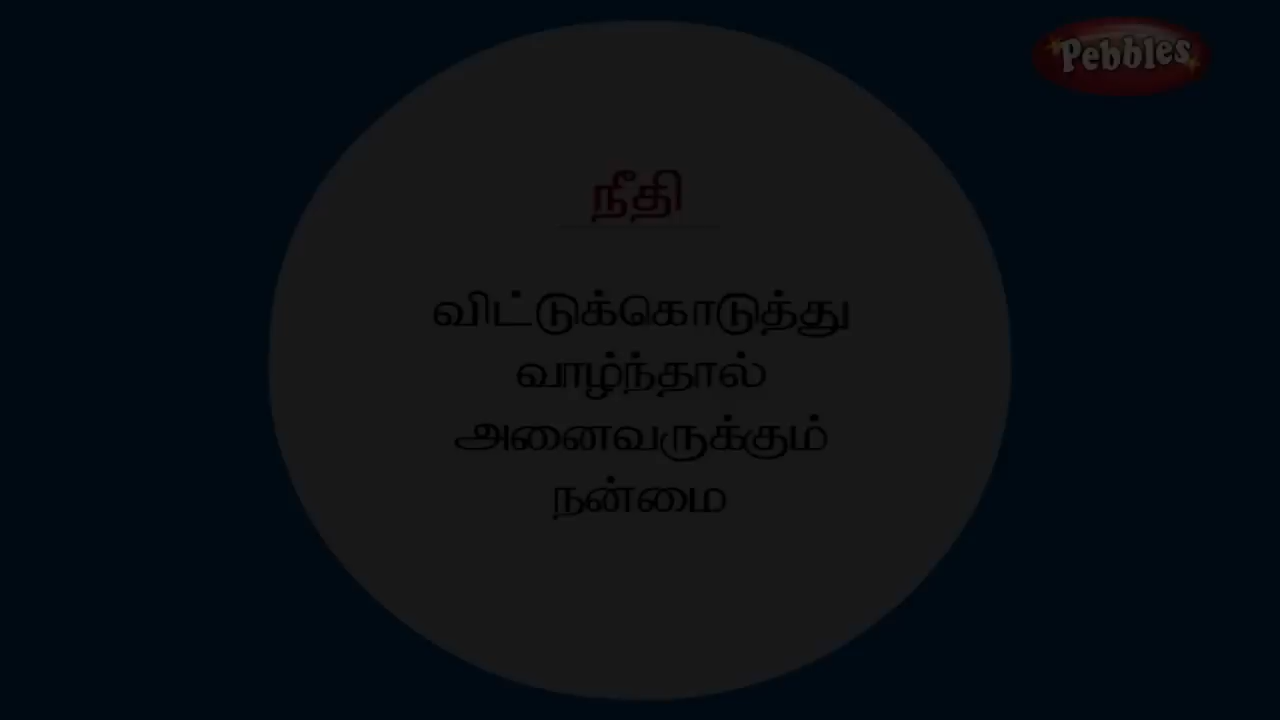 Pebbles
நீதி
விட்டுக்கொடுத்து
வாழ்ந்தால்
அனைவருக்கும்
நன்மை